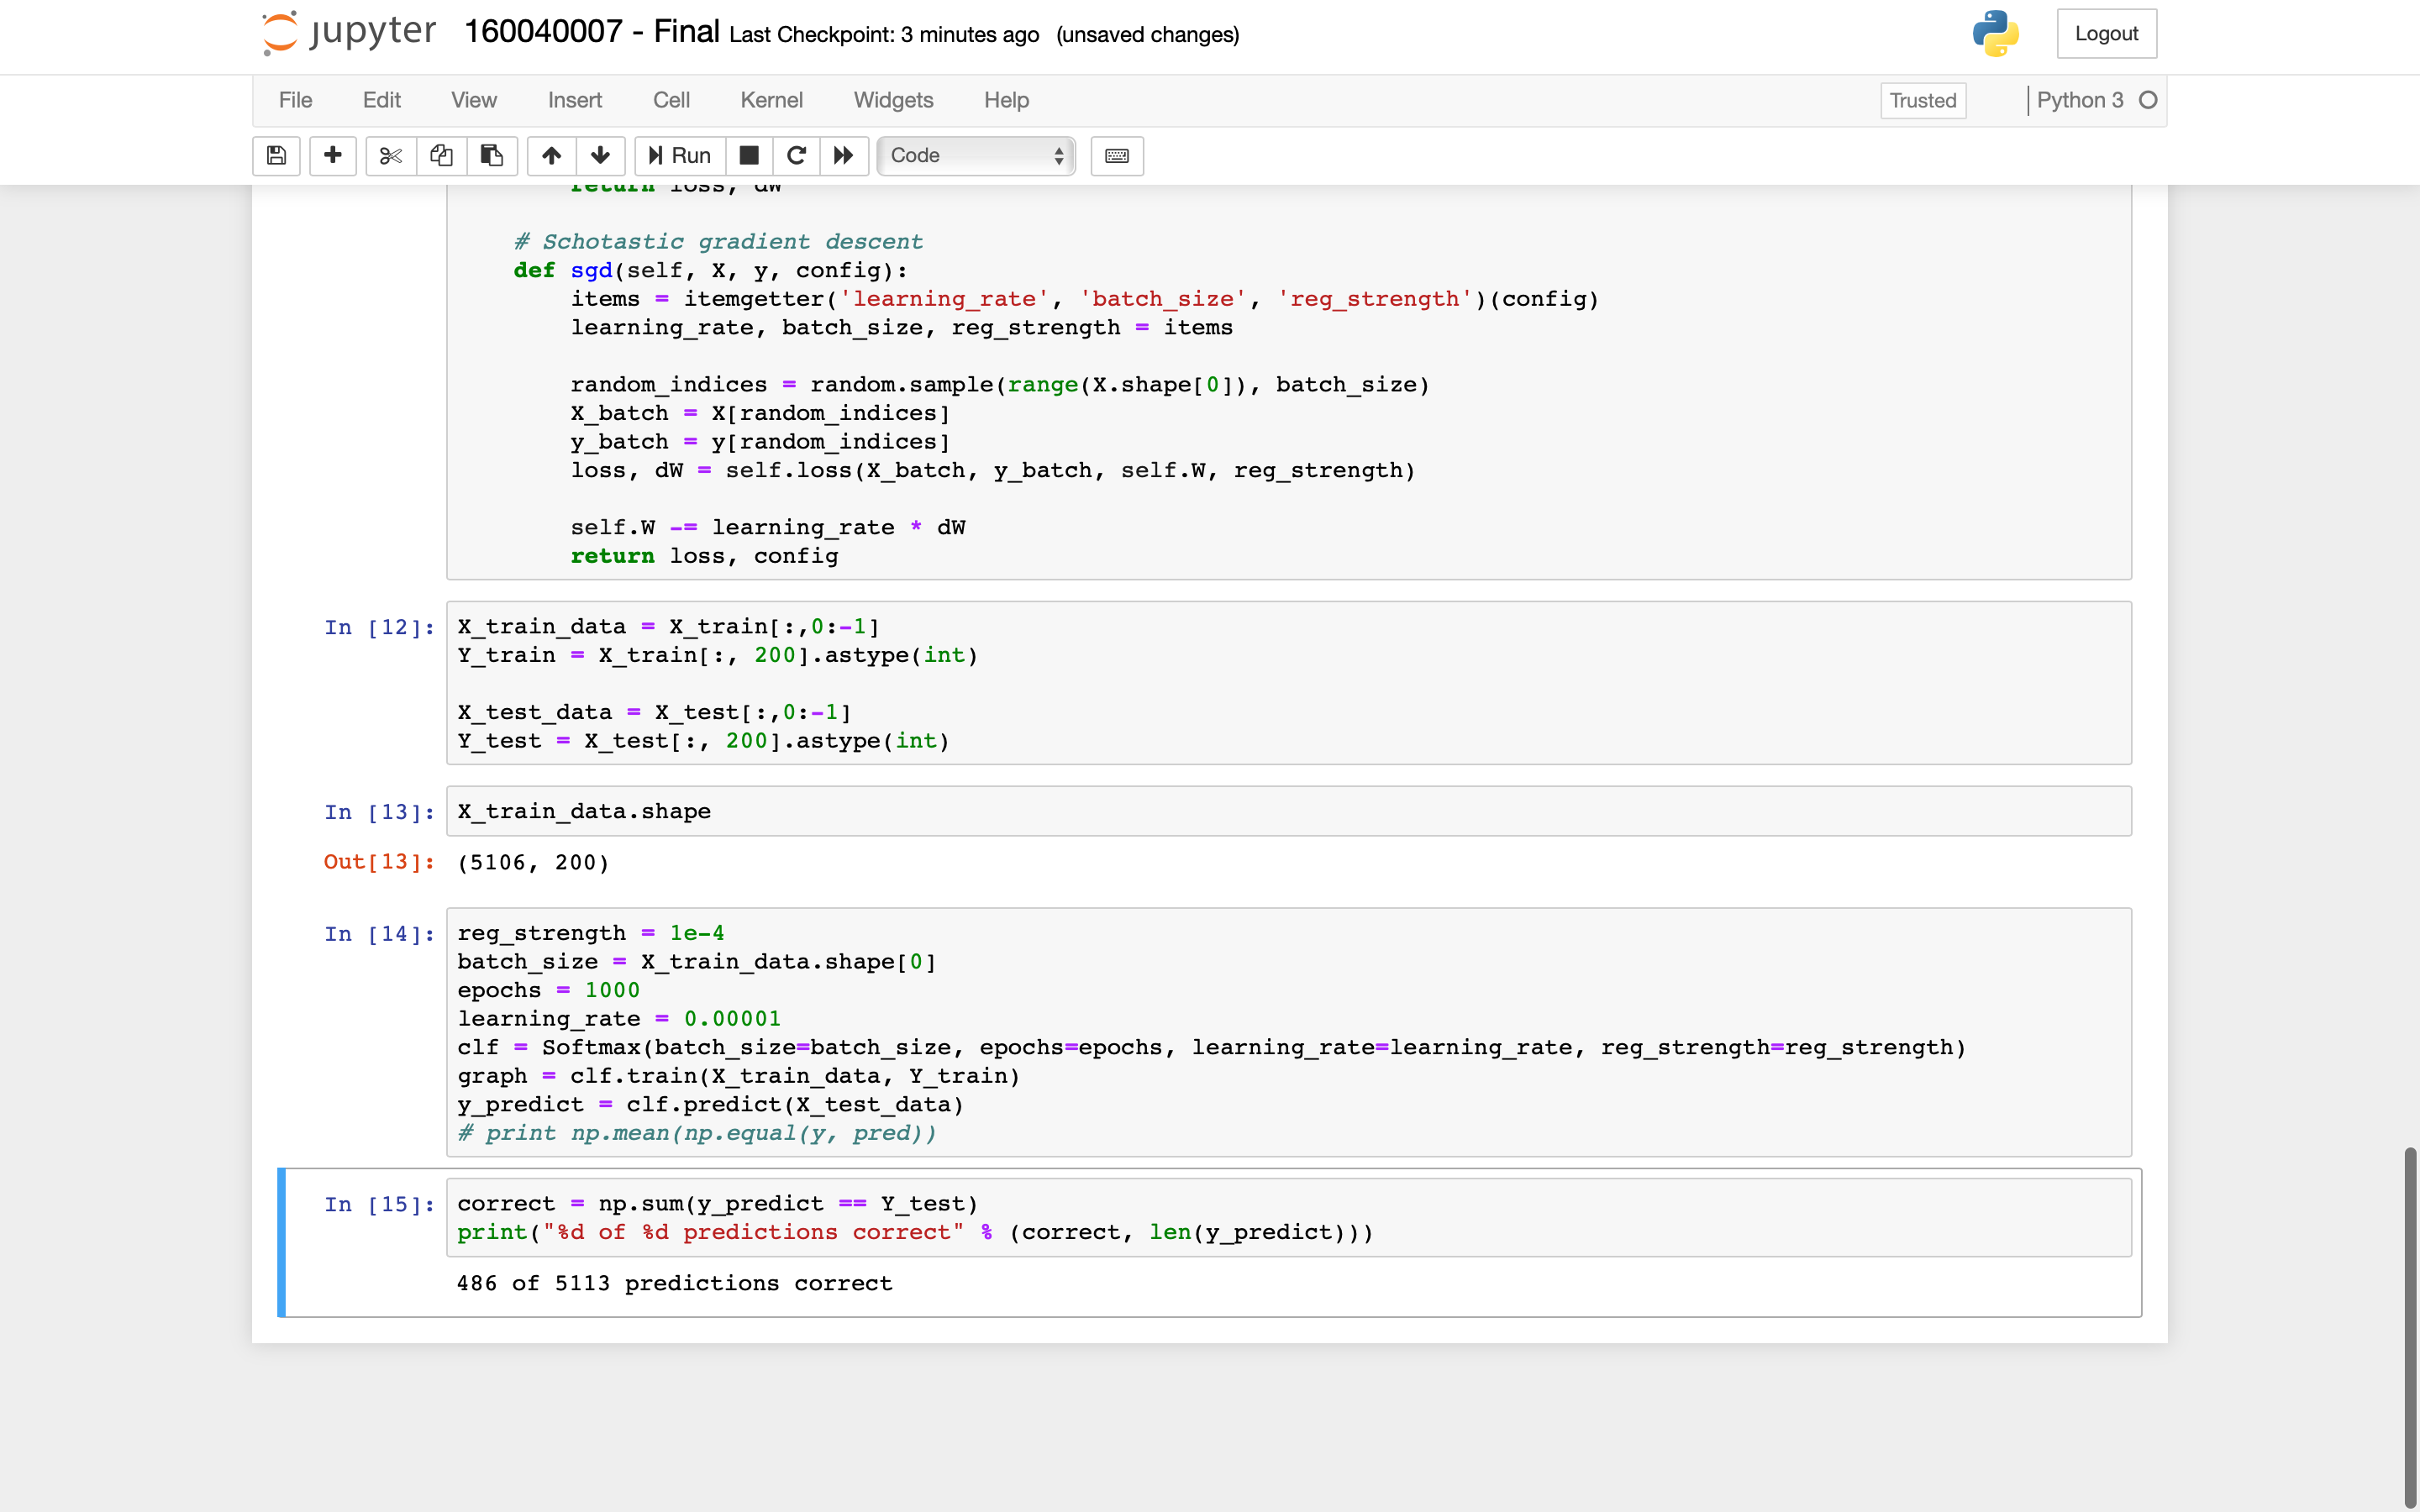 jupyter 160040007 - Final Last Checkpoint: 3 minutes ago (unsaved changes)
Logout
File Edit View Insert Cell Kernel Widgets Help
Trusted Python 3
Run Code
return loss, dW
# Schotastic gradient descent
def sgd(self, X, y, config):
items = itemgetter('learning_rate', 'batch_size', 'reg_strength')(config)
learning_rate, batch_size, reg_strength = items
random_indices = random.sample(range(X.shape[0]), batch_size)
X_batch = X[random_indices]
y_batch = y[random_indices]
loss, dW = self.loss(X_batch, y_batch, self.W, reg_strength)
self.W -= learning_rate * dW
return loss, config
In [12]: X_train_data = X_train[:,0:-1]
Y_train = X_train[:, 200].astype(int)
X_test_data = X_test[:,0:-1]
Y_test = X_test[:, 200].astype(int)
In [13]: X_train_data.shape
Out[13]: (5106, 200)
In [14]: reg_strength = 1e-4
batch_size = X_train_data.shape[0]
epochs = 1000
learning_rate = 0.00001
clf = Softmax(batch_size=batch_size, epochs=epochs, learning_rate=learning_rate, reg_strength=reg_strength)
graph = clf.train(X_train_data, Y_train)
y_predict = clf.predict(X_test_data)
# print np.mean(np.equal(y, pred))
In [15]: correct = np.sum(y_predict == Y_test)
print("%d of %d predictions correct" % (correct, len(y_predict)))
486 of 5113 predictions correct